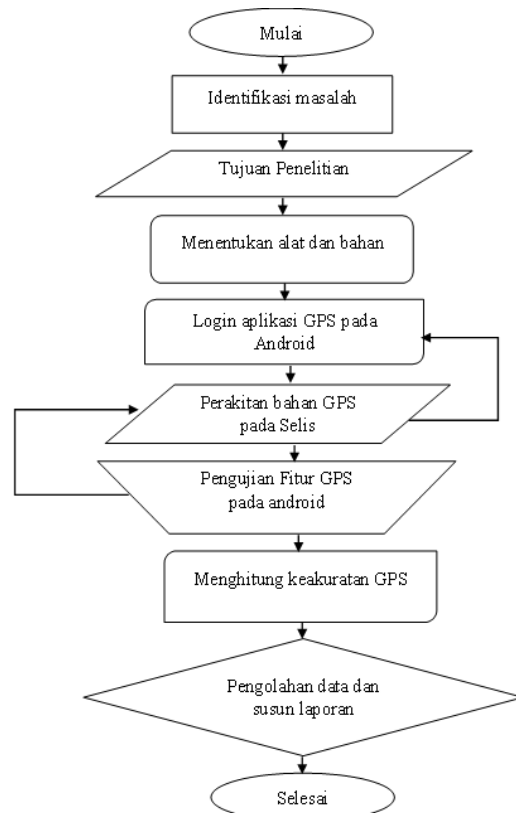 Mulai
Identifikasi masalah
Tujuan Penelitian
Menentukan alat dan bahan
Login aplikasi GPS pada
Android
Perakitan bahan GPS
pada Selis
Pengujian Fitur GPS
pada android
Menghitung keakuratan GPS
Pengolahan data dan
susun laporan
Selesai